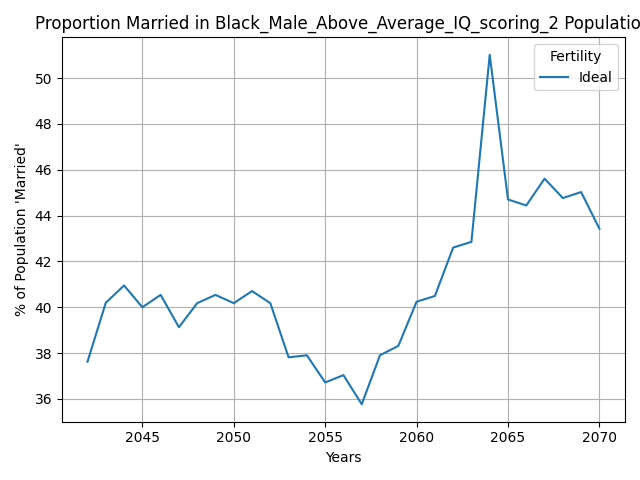 Proportion Married in Black_Male_Above_Average_IQ_scoring_2 Populatio
% of Population 'Married'
50
48
46
44
42
40
38
36
Fertility
Ideal
2045 2050 2055 2060 2065 2070
Years